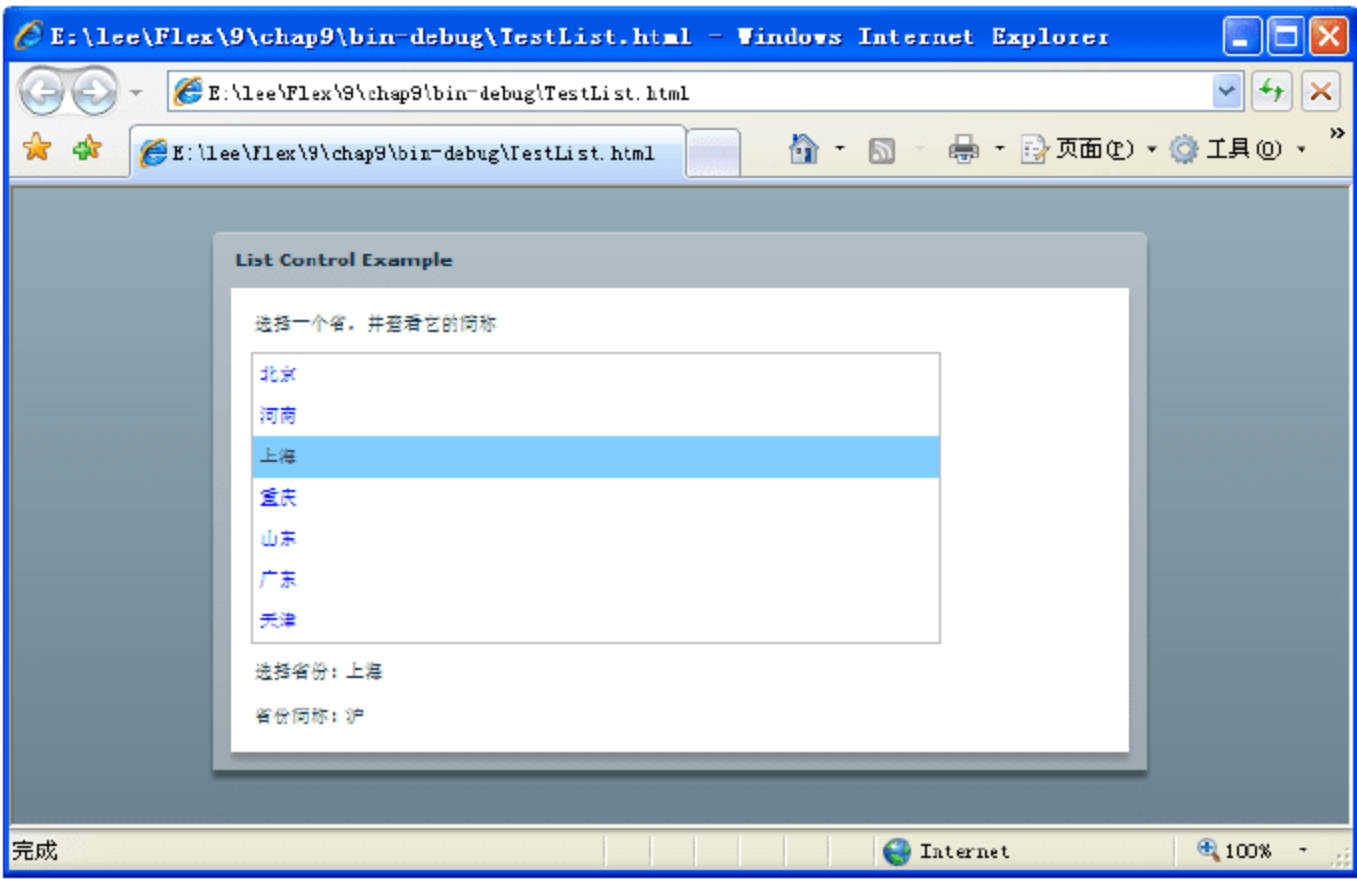 E:\lee\Flex\9\chap9\bin-debug\TestList.html - Windows Internet Explorer
E:\lee\Flex\9\chap9\bin-debug\TestList.html
E:\lee\Flex\9\chap9\bin-debug\TestList.html
页面(P)
工具(O)
List Control Example
选择一个省，并查看它的简称
北京
河南
上海
重庆
山东
广东
天津
选择省份: 上海
省份简称: 沪
完成
Internet
100%